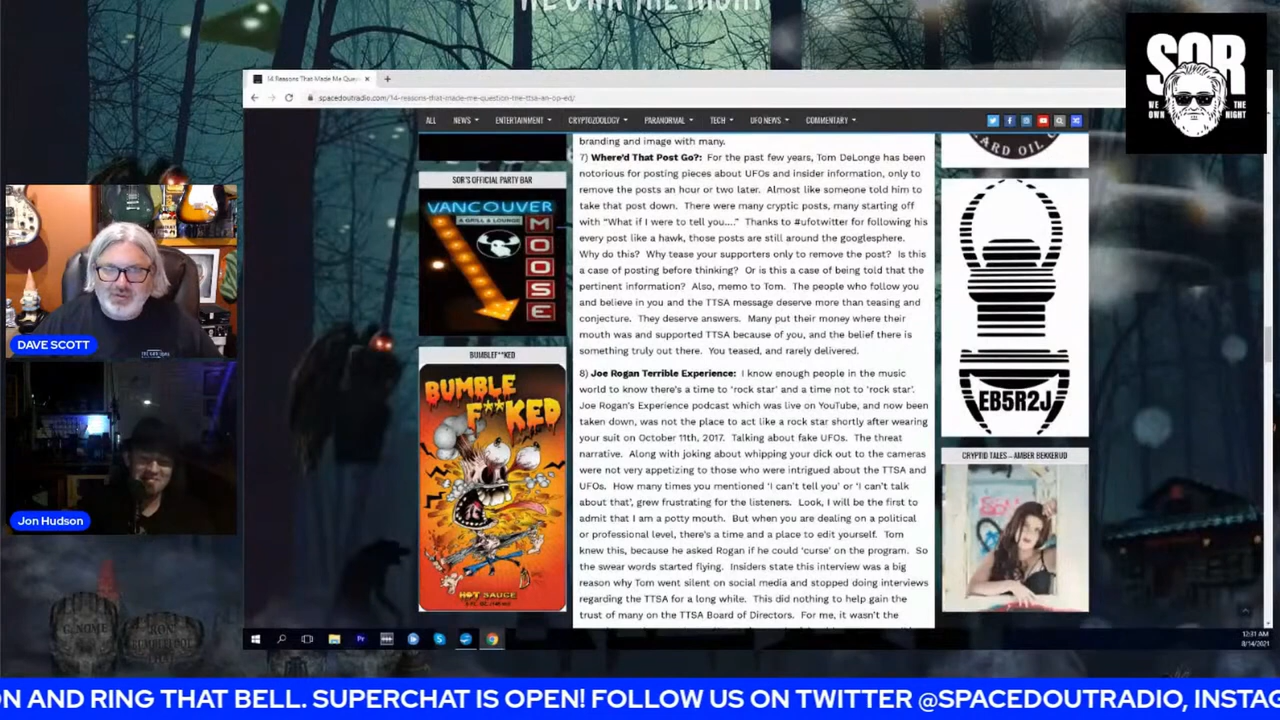 WE OWN THE NIGHT
14 Reasons That Made Me Ques
spacedoutradio.com/14-reasons-that-made-me-question-the-ttsa-an-op-ed/
SOR
WE OWN THE NIGHT
ALL NEWS ENTERTAINMENT CRYPTOZOOLOGY PARANORMAL TECH UFO NEWS COMMENTARY
SOR'S OFFICIAL PARTY BAR
VANCOUVER
A GRILL & LOUNGE
MOOSE
BUMBLEF**KED
BUMBLE
F**KED
HOT SAUCE
branding and image with many.
7) Where'd That Post Go?: For the past few years, Tom DeLonge has been
notorious for posting pieces about UFOs and insider information, only to
remove the posts an hour or two later. Almost like someone told him to
take that post down. There were many cryptic posts, many starting off
with "What if I were to tell you...." Thanks to #ufotwitter for following his
every post like a hawk, those posts are still around the googlesphere.
Why do this? Why tease your supporters only to remove the post? Is this
a case of posting before thinking? Or is this a case of being told that the
pertinent information? Also, memo to Tom. The people who follow you
and believe in you and the TTSA message deserve more than teasing and
conjecture. They deserve answers. Many put their money where their
mouth was and supported TTSA because of you, and the belief there is
something truly out there. You teased, and rarely delivered.
8) Joe Rogan Terrible Experience: I know enough people in the music
world to know there's a time to 'rock star' and a time not to 'rock star'.
Joe Rogan's Experience podcast which was live on YouTube, and now been
taken down, was not the place to act like a rock star shortly after wearing
your suit on October 11th, 2017. Talking about fake UFOs. The threat
narrative. Along with joking about whipping your dick out to the cameras
were not very appetizing to those who were intrigued about the TTSA and
UFOs. How many times you mentioned 'I can't tell you' or 'I can't talk
about that', grew frustrating for the listeners. Look, I will be the first to
admit that I am a potty mouth. But when you are dealing on a political
or professional level, there's a time and a place to edit yourself. Tom
knew this, because he asked Rogan if he could 'curse' on the program. So
the swear words started flying. Insiders state this interview was a big
reason why Tom went silent on social media and stopped doing interviews
regarding the TTSA for a long while. This did nothing to help gain the
trust of many on the TTSA Board of Directors. For me, it wasn't the
ARD OIL C
EB5R2J
CRYPTID TALES – AMBER BEKKERUD
DAVE SCOTT
Jon Hudson
G. NOME
12:31 AM
8/14/2021
ON AND RING THAT BELL. SUPERCHAT IS OPEN! FOLLOW US ON TWITTER @SPACEDOUTRADIO, INSTAG